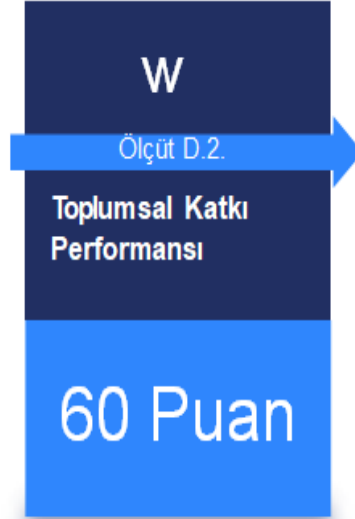 W
Ölçüt D.2.
Toplumsal Katkı
Performansı
60 Puan